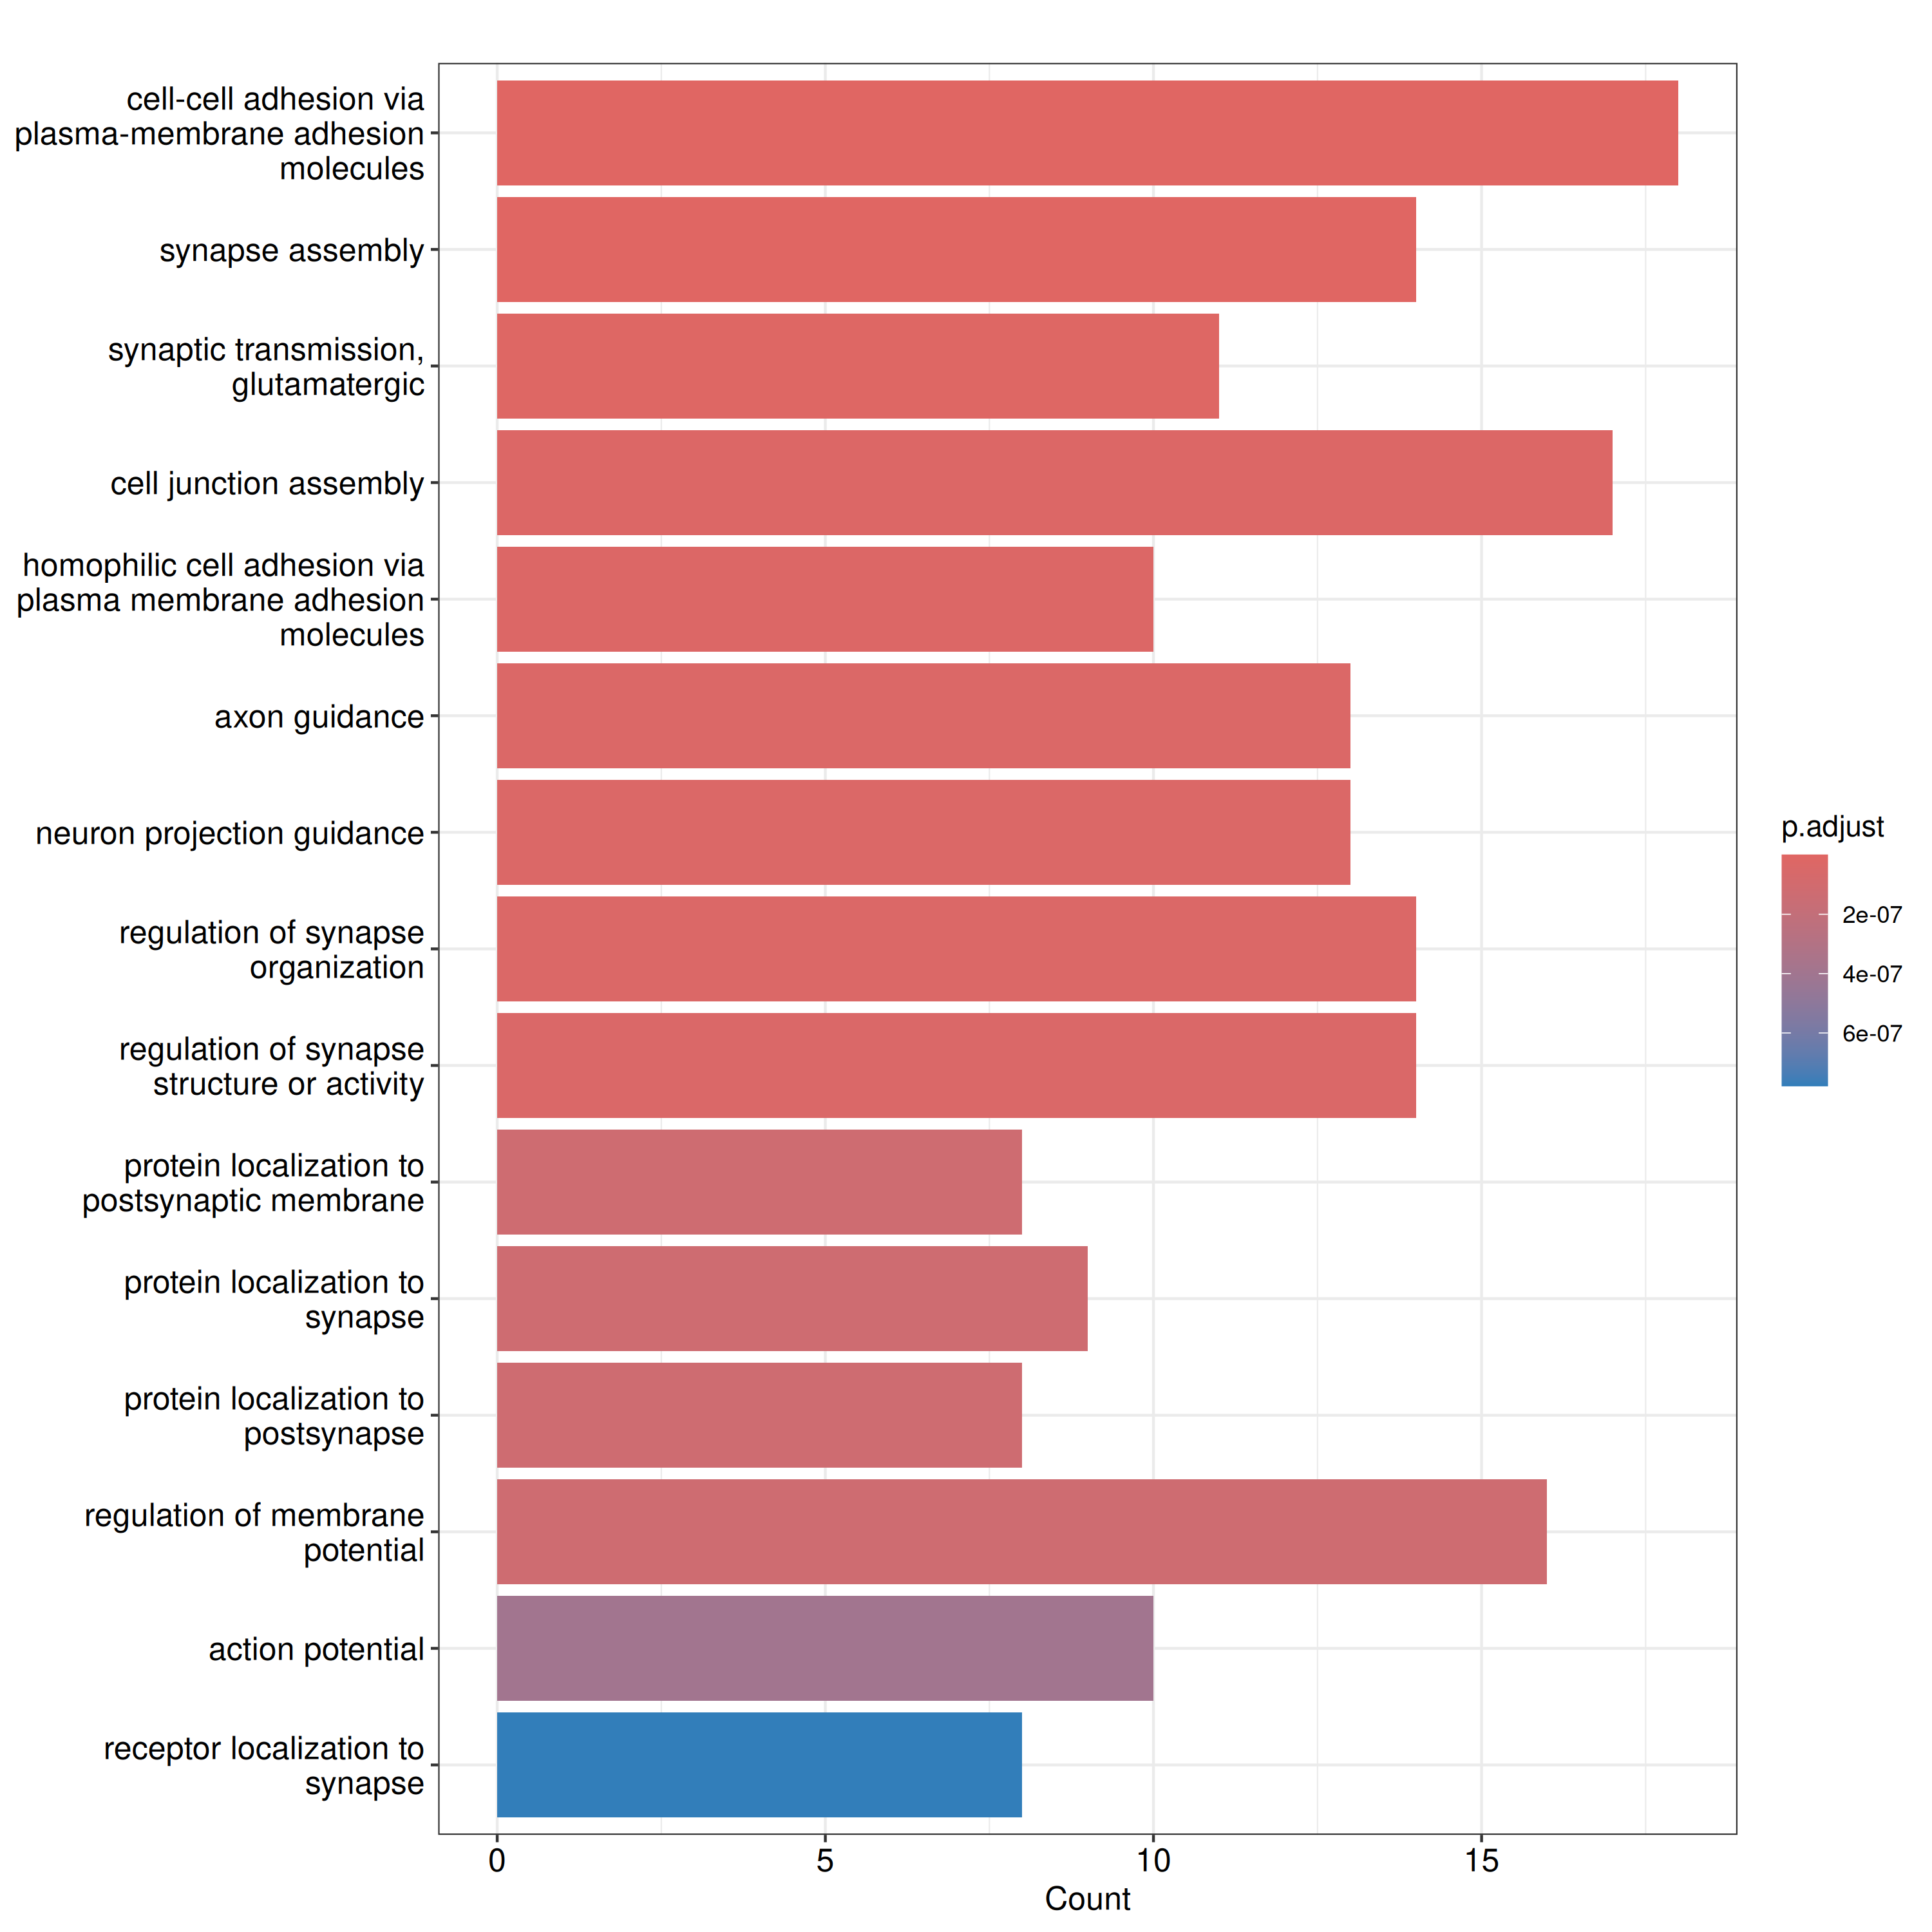 cell-cell adhesion via
plasma-membrane adhesion
molecules
synapse assembly
synaptic transmission,
glutamatergic
cell junction assembly
homophilic cell adhesion via
plasma membrane adhesion
molecules
axon guidance
neuron projection guidance
regulation of synapse
organization
regulation of synapse
structure or activity
protein localization to
postsynaptic membrane
protein localization to
synapse
protein localization to
postsynapse
regulation of membrane
potential
action potential
receptor localization to
synapse
0 5 10 15
Count
p.adjust
2e-07
4e-07
6e-07